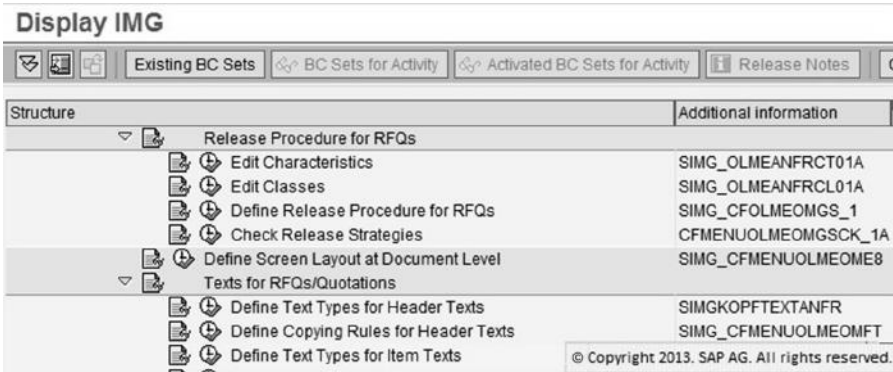 Display IMG
Existing BC Sets BC Sets for Activity Activated BC Sets for Activity Release Notes
Structure Additional information
Release Procedure for RFQs
Edit Characteristics SIMG_OLMEANFRCT01A
Edit Classes SIMG_OLMEANFRCL01A
Define Release Procedure for RFQs SIMG_CFOLMEOMGS_1
Check Release Strategies CFMENUOLMEOMGSCK_1A
Define Screen Layout at Document Level SIMG_CFMENUOLMEOME8
Texts for RFQs/Quotations
Define Text Types for Header Texts SIMGKOPFTEXTANFR
Define Copying Rules for Header Texts SIMG_CFMENUOLMEOMFT
Define Text Types for Item Texts © Copyright 2013. SAP AG. All rights reserved.